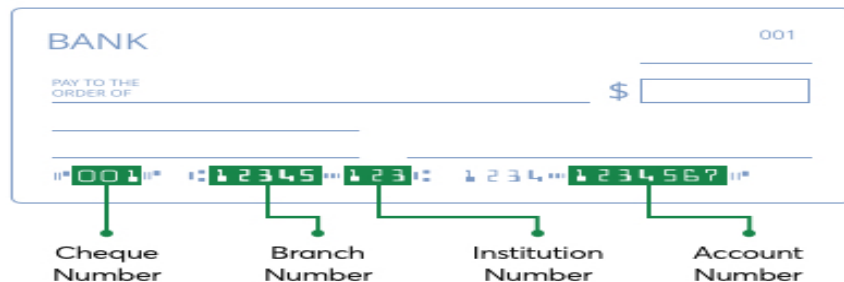 BANK
001
PAY TO THE
ORDER OF
$
⑈001⑈ ⑆12345⑉123⑆ 1234⑉1234567⑈
Cheque Number
Branch Number
Institution Number
Account Number